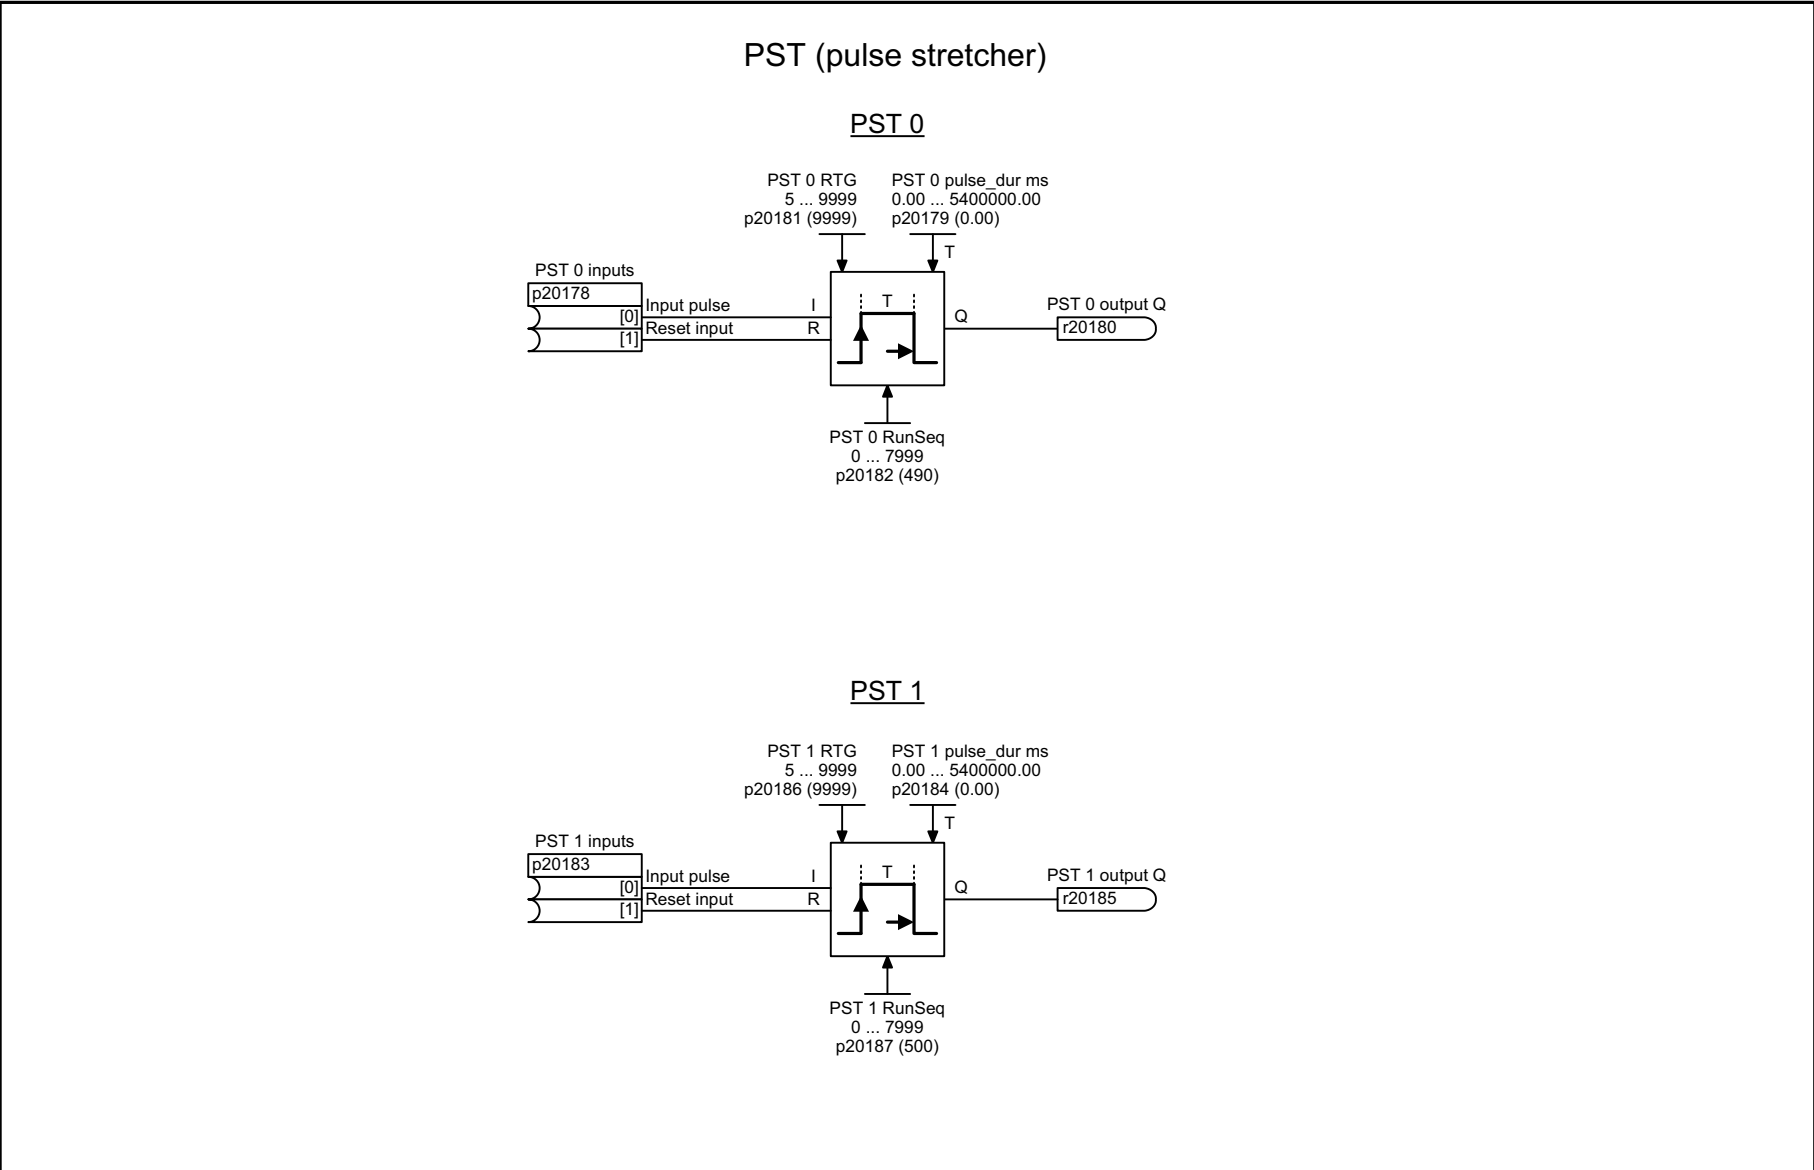 PST (pulse stretcher)
PST 0
PST 0 RTG
5 ... 9999
p20181 (9999)
PST 0 pulse_dur ms
0.00 ... 5400000.00
p20179 (0.00)
T
PST 0 inputs
p20178
[0]
[1]
Input pulse
Reset input
I
R
T
Q
PST 0 output Q
r20180
PST 0 RunSeq
0 ... 7999
p20182 (490)
PST 1
PST 1 RTG
5 ... 9999
p20186 (9999)
PST 1 pulse_dur ms
0.00 ... 5400000.00
p20184 (0.00)
T
PST 1 inputs
p20183
[0]
[1]
Input pulse
Reset input
I
R
T
Q
PST 1 output Q
r20185
PST 1 RunSeq
0 ... 7999
p20187 (500)